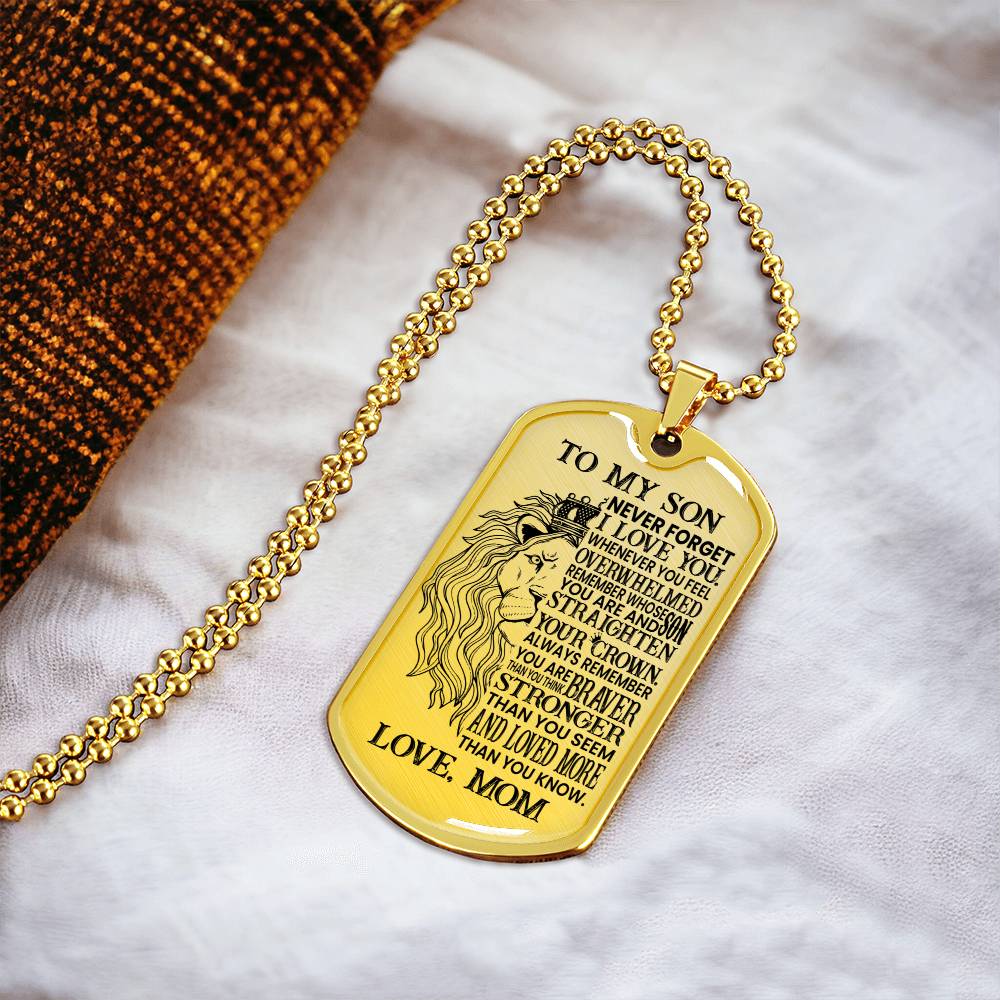 TO MY SON
NEVER FORGET
I LOVE YOU.
WHENEVER YOU FEEL
OVERWHELMED
REMEMBER WHOSE SON
YOU ARE AND
STRAIGHTEN
YOUR CROWN.
ALWAYS REMEMBER
YOU ARE BRAVER
THAN YOU THINK
STRONGER
THAN YOU SEEM
AND LOVED MORE
THAN YOU KNOW.
LOVE, MOM